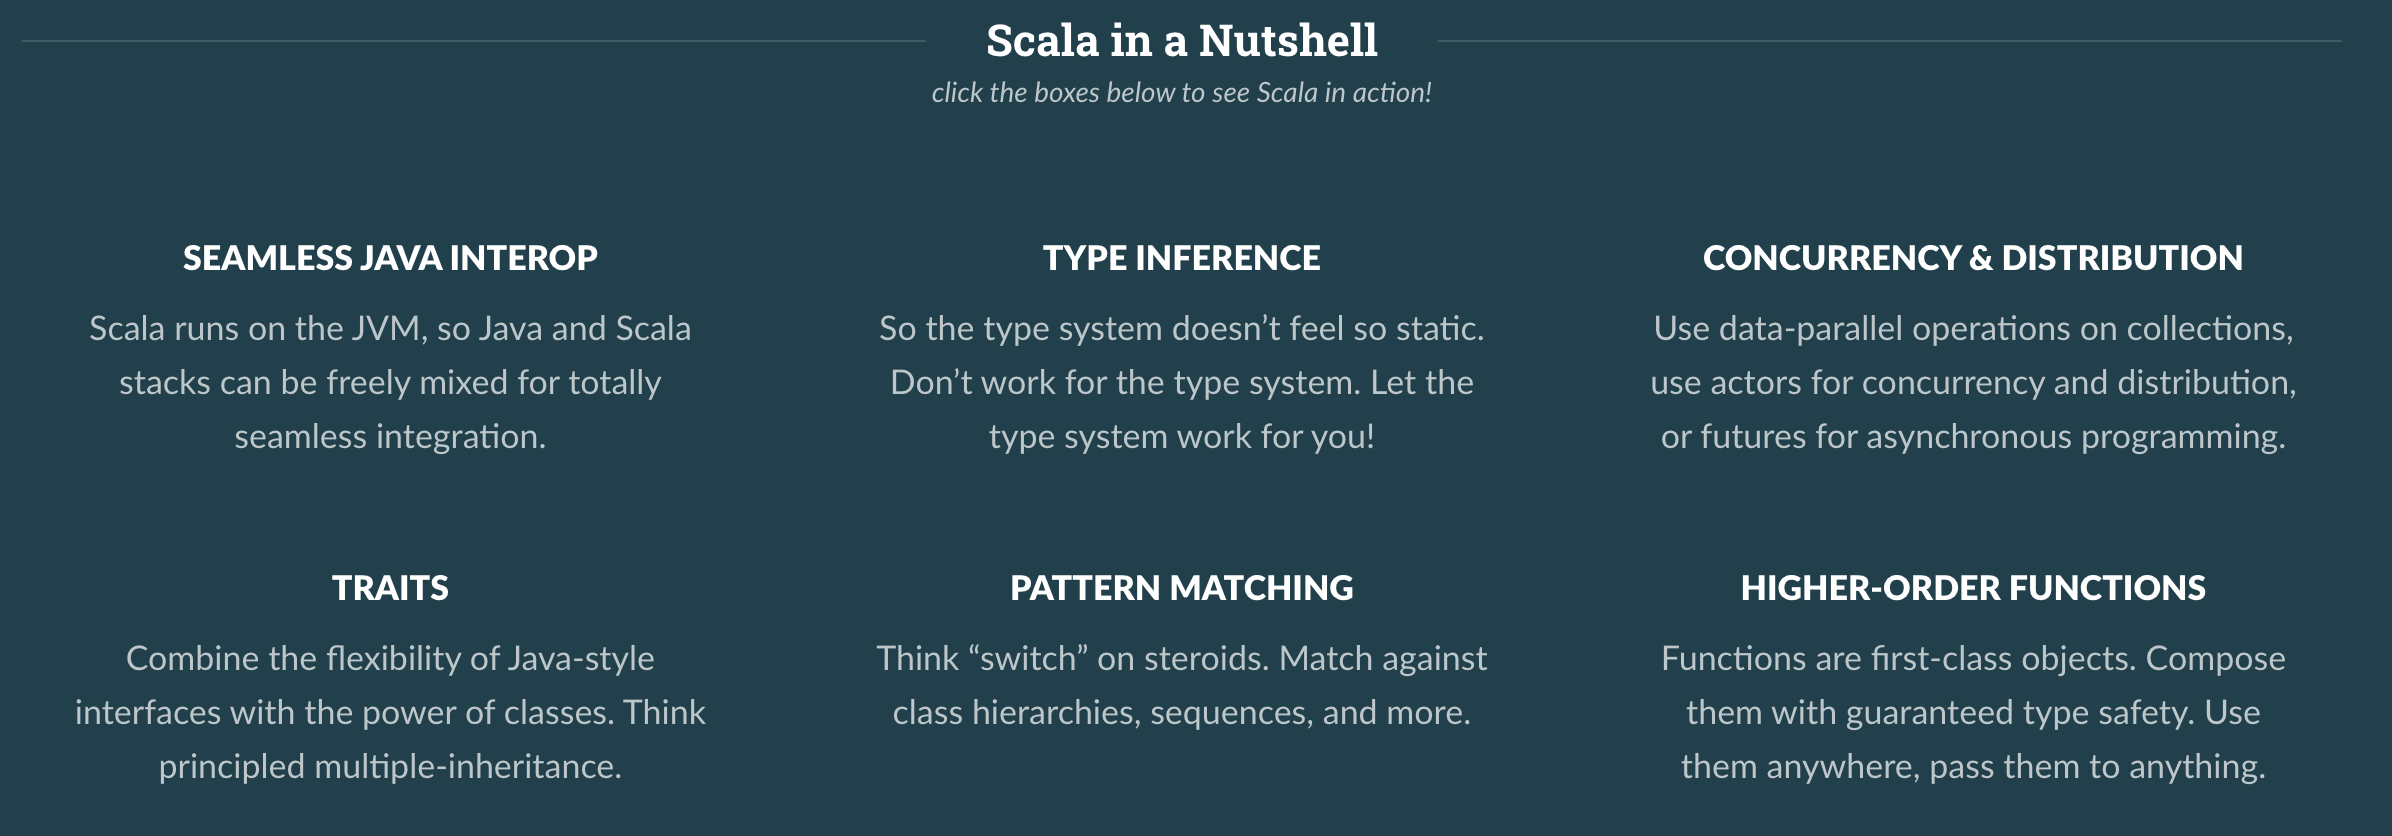 Scala in a Nutshell
click the boxes below to see Scala in action!
SEAMLESS JAVA INTEROP
Scala runs on the JVM, so Java and Scala
stacks can be freely mixed for totally
seamless integration.
TYPE INFERENCE
So the type system doesn’t feel so static.
Don’t work for the type system. Let the
type system work for you!
CONCURRENCY & DISTRIBUTION
Use data-parallel operations on collections,
use actors for concurrency and distribution,
or futures for asynchronous programming.
TRAITS
Combine the flexibility of Java-style
interfaces with the power of classes. Think
principled multiple-inheritance.
PATTERN MATCHING
Think “switch” on steroids. Match against
class hierarchies, sequences, and more.
HIGHER-ORDER FUNCTIONS
Functions are first-class objects. Compose
them with guaranteed type safety. Use
them anywhere, pass them to anything.